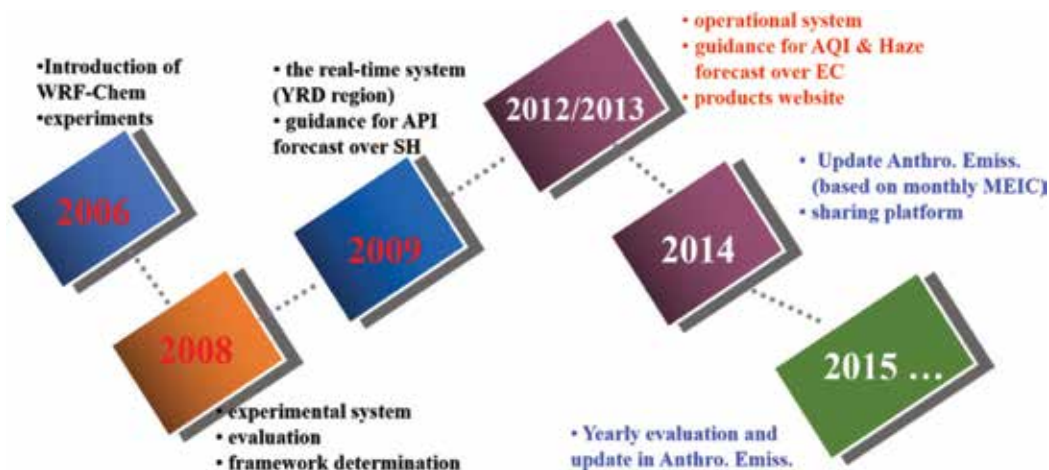 •Introduction of
WRF-Chem
•experiments
2006
2008
• experimental system
• evaluation
• framework determination
• the real-time system
(YRD region)
• guidance for API
forecast over SH
2009
2012/2013
• operational system
• guidance for AQI & Haze
forecast over EC
• products website
2014
• Update Anthro. Emiss.
(based on monthly MEIC)
• sharing platform
2015 ...
• Yearly evaluation and
update in Anthro. Emiss.